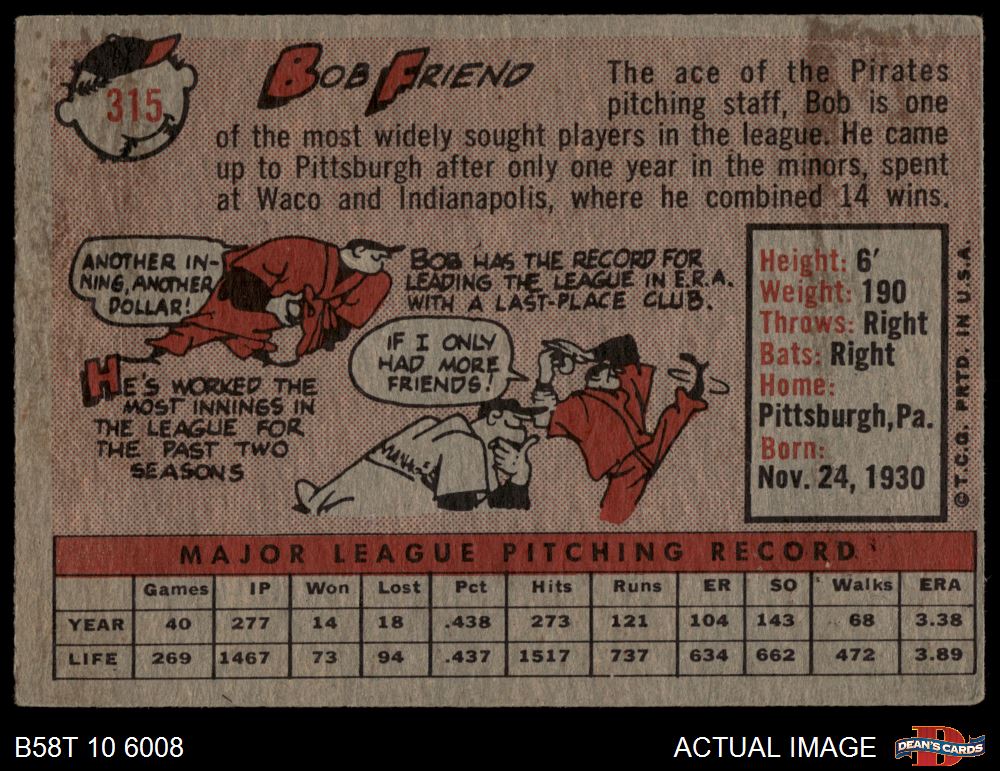 315
BOB FRIEND
The ace of the Pirates
pitching staff, Bob is one
of the most widely sought players in the league. He came
up to Pittsburgh after only one year in the minors, spent
at Waco and Indianapolis, where he combined 14 wins.
ANOTHER IN-
NING, ANOTHER
DOLLAR!
HE'S WORKED THE
MOST INNINGS IN
THE LEAGUE FOR
THE PAST TWO
SEASONS
BOB HAS THE RECORD FOR
LEADING THE LEAGUE IN E.R.A.
WITH A LAST-PLACE CLUB.
IF I ONLY
HAD MORE
FRIENDS!
Height: 6'
Weight: 190
Throws: Right
Bats: Right
Home:
Pittsburgh, Pa.
Born:
Nov. 24, 1930
©T.C.G. PRTD. IN U.S.A.
MAJOR LEAGUE PITCHING RECORD
Games IP Won Lost Pct Hits Runs ER SO Walks ERA
YEAR 40 277 14 18 .438 273 121 104 143 68 3.38
LIFE 269 1467 73 94 .437 1517 737 634 662 472 3.89
B58T 10 6008
ACTUAL IMAGE
DEAN'S CARDS